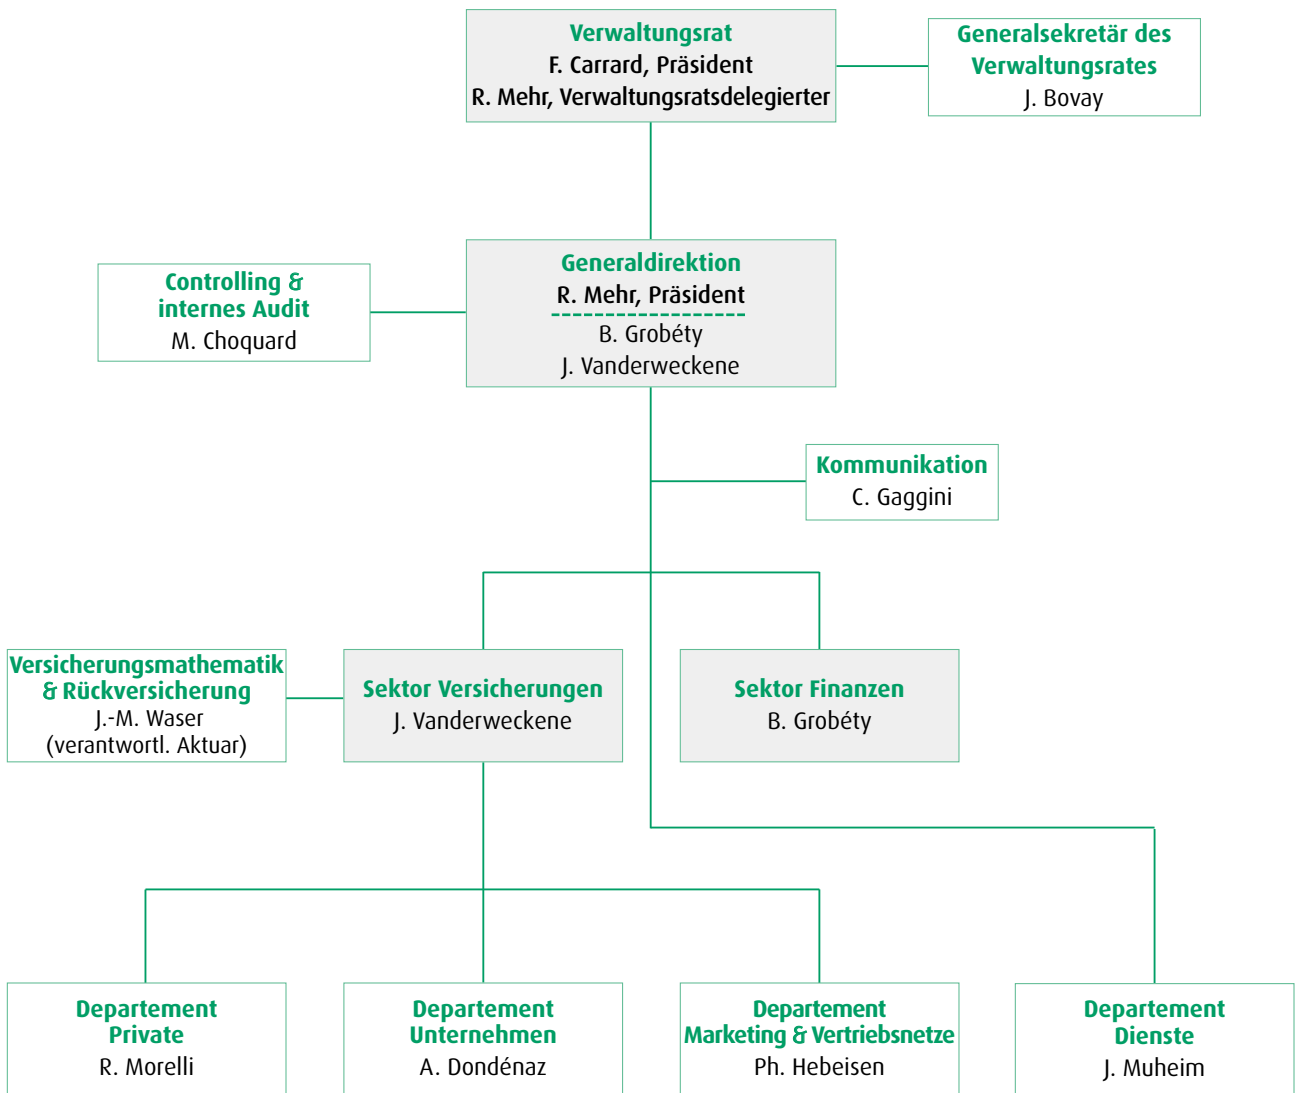 Verwaltungsrat
F. Carrard, Präsident
R. Mehr, Verwaltungsratsdelegierter
Generalsekretär des
Verwaltungsrates
J. Bovay
Generaldirektion
R. Mehr, Präsident
B. Grobéty
J. Vanderweckene
Controlling &
internes Audit
M. Choquard
Kommunikation
C. Gaggini
Versicherungsmathematik
& Rückversicherung
J.-M. Waser
(verantwortl. Aktuar)
Sektor Versicherungen
J. Vanderweckene
Sektor Finanzen
B. Grobéty
Departement
Private
R. Morelli
Departement
Unternehmen
A. Dondénaz
Departement
Marketing & Vertriebsnetze
Ph. Hebeisen
Departement
Dienste
J. Muheim